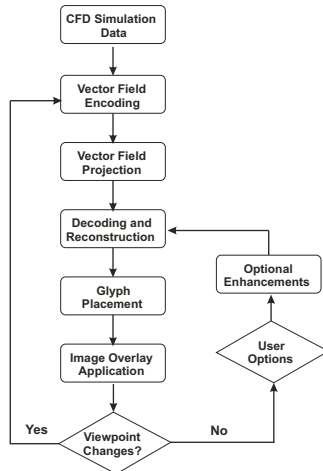 CFD Simulation
Data
Vector Field
Encoding
Vector Field
Projection
Decoding and
Reconstruction
Glyph
Placement
Image Overlay
Application
Viewpoint
Changes?
Yes
No
User
Options
Optional
Enhancements